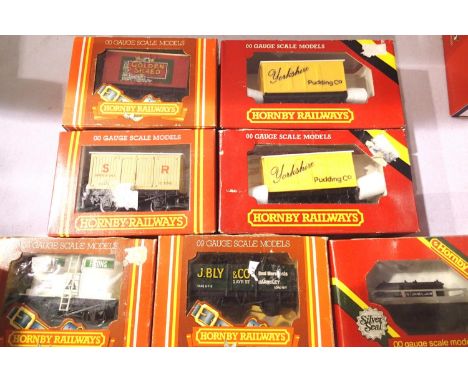 00 GAUGE SCALE MODELS
GOLDEN
SHRED
HORNBY RAILWAYS
00 GAUGE SCALE MODELS
Yorkshire
Pudding Co
HORNBY RAILWAYS
00 GAUGE SCALE MODELS
S R
HORNBY RAILWAYS
00 GAUGE SCALE MODELS
Yorkshire
Pudding Co
HORNBY RAILWAYS
00 GAUGE SCALE MODELS
HORNBY RAILWAYS
00 GAUGE SCALE MODELS
J.BLY & CO
HORNBY RAILWAYS
Hornby
Silver
Seal
00 gauge scale model